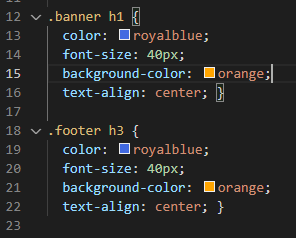 12 .banner h1 {
13 color: royalblue;
14 font-size: 40px;
15 background-color: orange;
16 text-align: center; }
17
18 .footer h3 {
19 color: royalblue;
20 font-size: 40px;
21 background-color: orange;
22 text-align: center; }
23